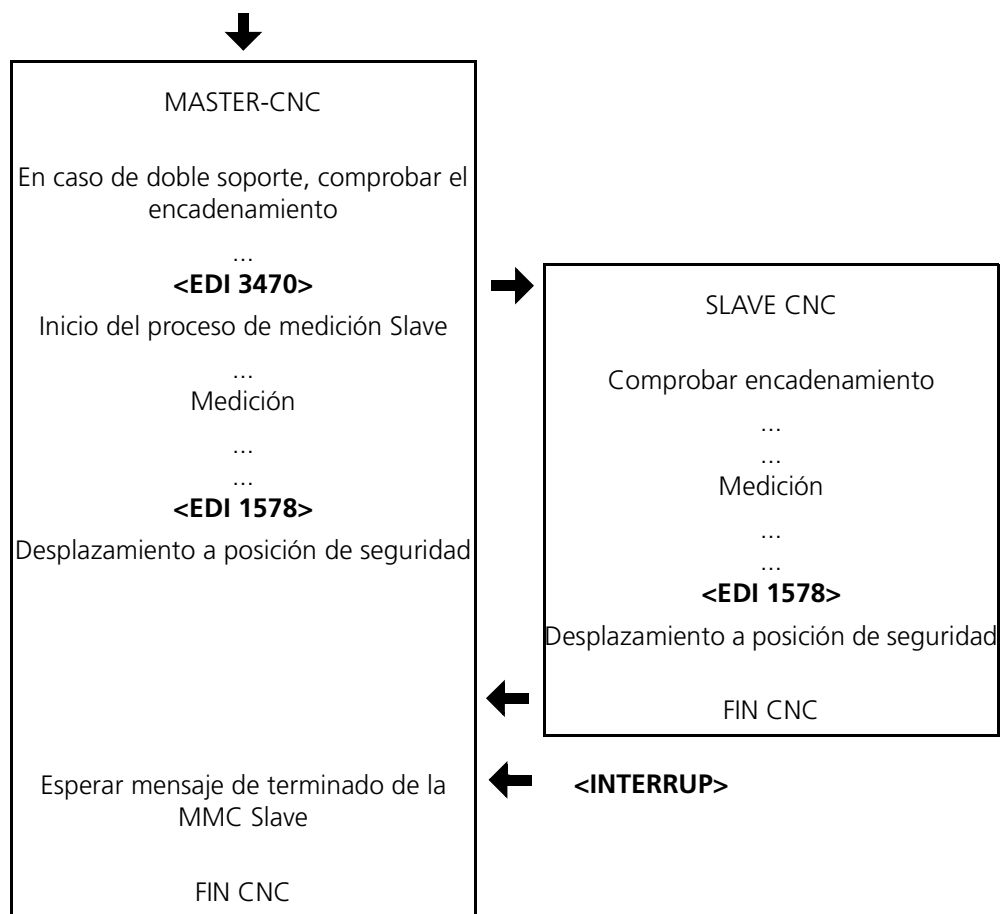 MASTER-CNC
En caso de doble soporte, comprobar el
encadenamiento
...
<EDI 3470>
Inicio del proceso de medición Slave
...
Medición
...
...
<EDI 1578>
Desplazamiento a posición de seguridad
SLAVE CNC
Comprobar encadenamiento
...
...
Medición
...
...
<EDI 1578>
Desplazamiento a posición de seguridad
FIN CNC
Esperar mensaje de terminado de la
MMC Slave
<INTERRUP>
FIN CNC